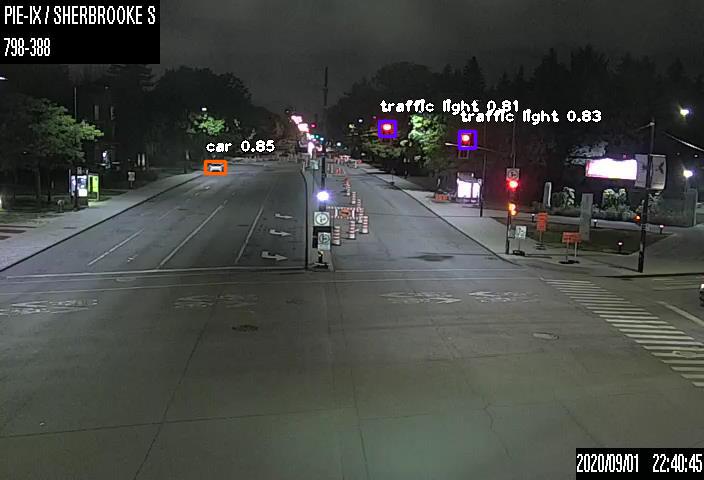 PIE-IX / SHERBROOKE S
798-388
traffic light 0.81
traffic light 0.83
car 0.85
2020/09/01 22:40:45